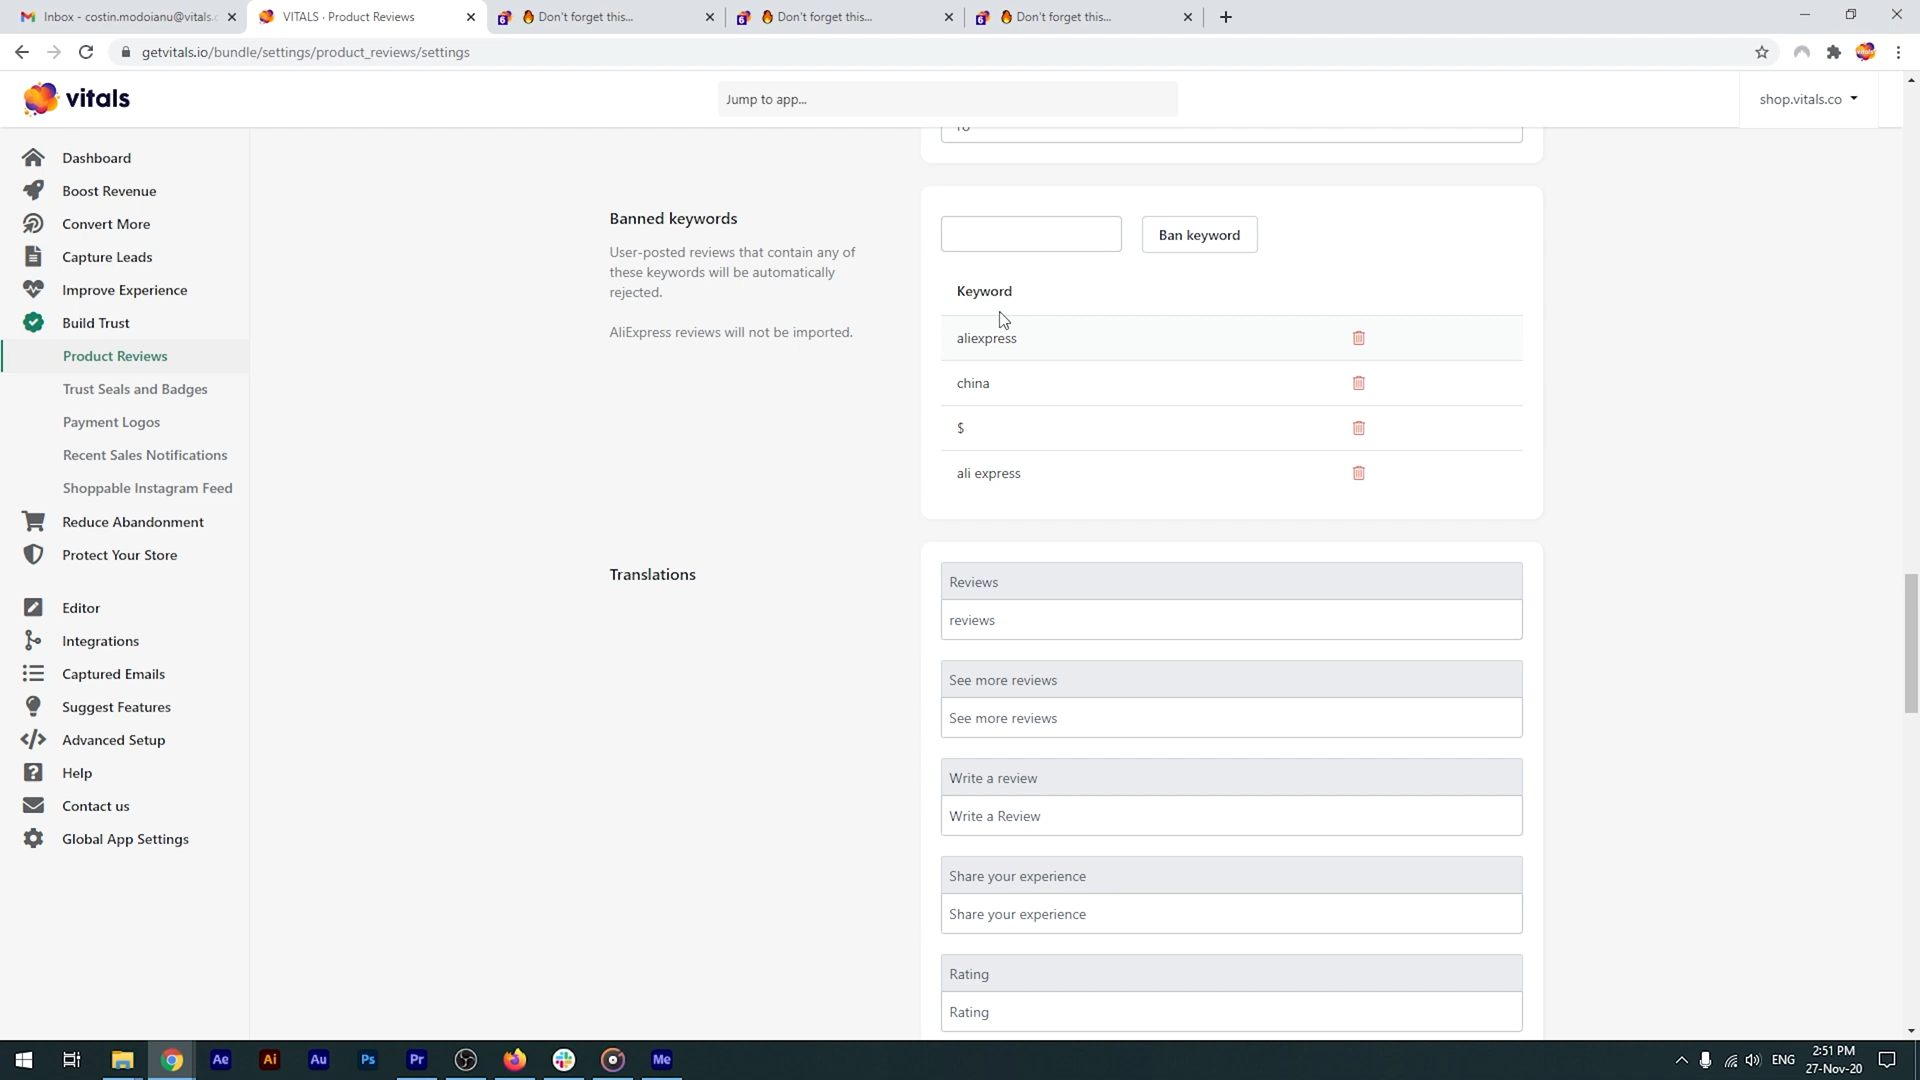 Inbox - costin.modoianu@vitals.c
VITALS · Product Reviews
🔥 Don't forget this...
🔥 Don't forget this...
🔥 Don't forget this...
getvitals.io/bundle/settings/product_reviews/settings
vitals
Jump to app...
shop.vitals.co
Dashboard
Boost Revenue
Convert More
Capture Leads
Improve Experience
Build Trust
Product Reviews
Trust Seals and Badges
Payment Logos
Recent Sales Notifications
Shoppable Instagram Feed
Reduce Abandonment
Protect Your Store
Editor
Integrations
Captured Emails
Suggest Features
Advanced Setup
Help
Contact us
Global App Settings
Banned keywords
User-posted reviews that contain any of
these keywords will be automatically
rejected.
AliExpress reviews will not be imported.
Ban keyword
Keyword
aliexpress
china
$
ali express
Translations
Reviews
reviews
See more reviews
See more reviews
Write a review
Write a Review
Share your experience
Share your experience
Rating
Rating
Ae
Ai
Au
Ps
Pr
Me
ENG
2:51 PM
27-Nov-20